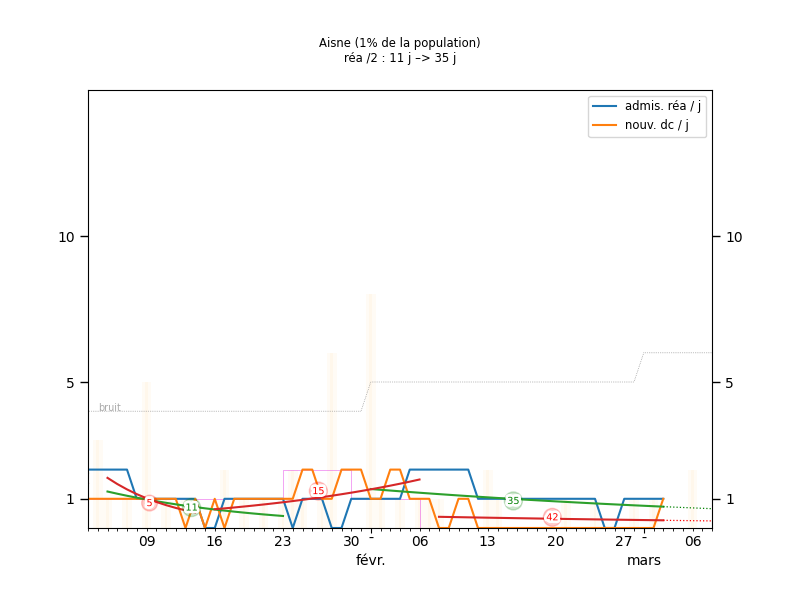 Aisne (1% de la population)
réa /2 : 11 j –> 35 j
admis. réa / j
nouv. dc / j
10 10
5 5
bruit
1 1
5 11 15 35 42
09 16 23 30 - 06 13 20 27 - 06
févr. mars